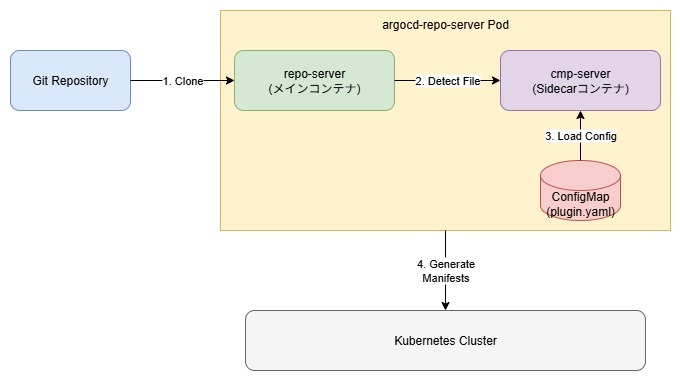 argocd-repo-server Pod
Git Repository
1. Clone
repo-server
(メインコンテナ)
2. Detect File
cmp-server
(Sidecarコンテナ)
3. Load Config
ConfigMap
(plugin.yaml)
4. Generate
Manifests
Kubernetes Cluster